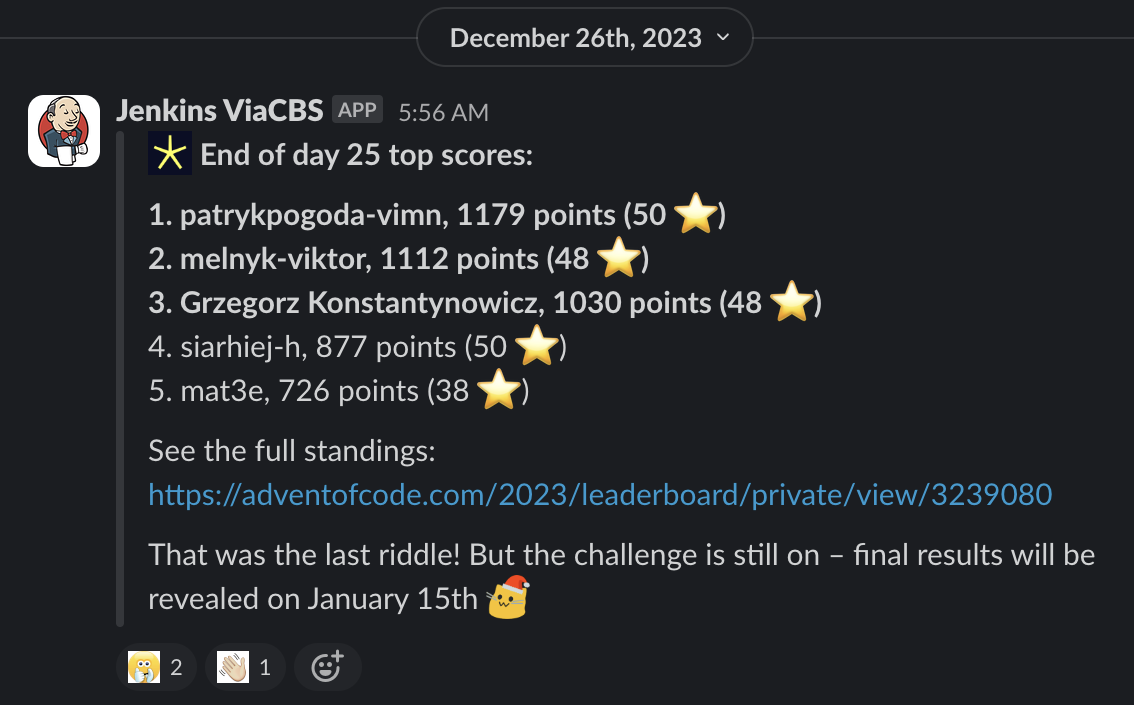 December 26th, 2023
Jenkins ViaCBS APP 5:56 AM
End of day 25 top scores:
1. patrykpogoda-vimn, 1179 points (50 ⭐)
2. melnyk-viktor, 1112 points (48 ⭐)
3. Grzegorz Konstantynowicz, 1030 points (48 ⭐)
4. siarhiej-h, 877 points (50 ⭐)
5. mat3e, 726 points (38 ⭐)
See the full standings:
https://adventofcode.com/2023/leaderboard/private/view/3239080
That was the last riddle! But the challenge is still on – final results will be
revealed on January 15th
2 1